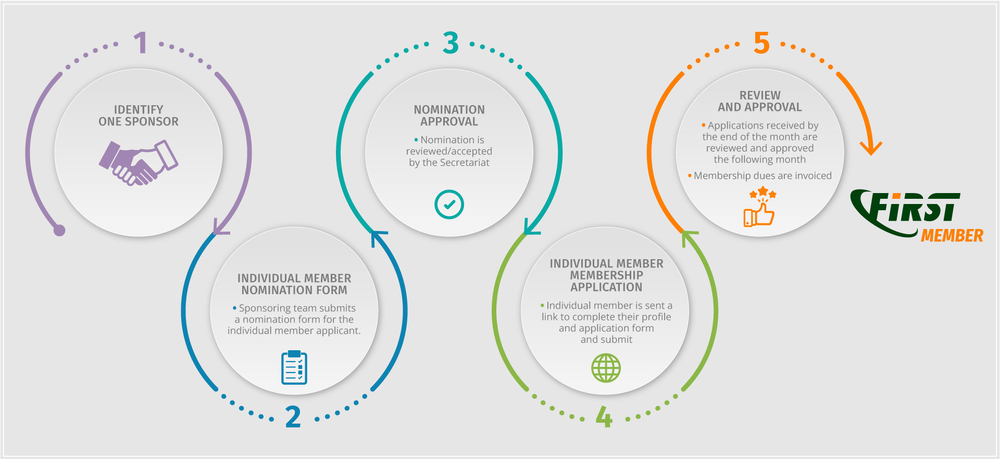 1
IDENTIFY
ONE SPONSOR
2
INDIVIDUAL MEMBER
NOMINATION FORM
• Sponsoring team submits
a nomination form for the
individual member applicant.
3
NOMINATION
APPROVAL
• Nomination is
reviewed/accepted
by the Secretariat
4
INDIVIDUAL MEMBER
MEMBERSHIP
APPLICATION
• Individual member is sent a
link to complete their profile
and application form
and submit
5
REVIEW
AND APPROVAL
• Applications received by
the end of the month are
reviewed and approved
the following month
• Membership dues are invoiced
FiRST
MEMBER